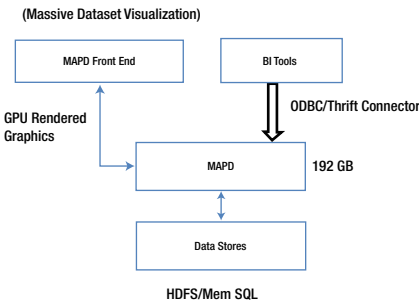 (Massive Dataset Visualization)
MAPD Front End
BI Tools
GPU Rendered
Graphics
ODBC/Thrift Connector
MAPD
192 GB
Data Stores
HDFS/Mem SQL